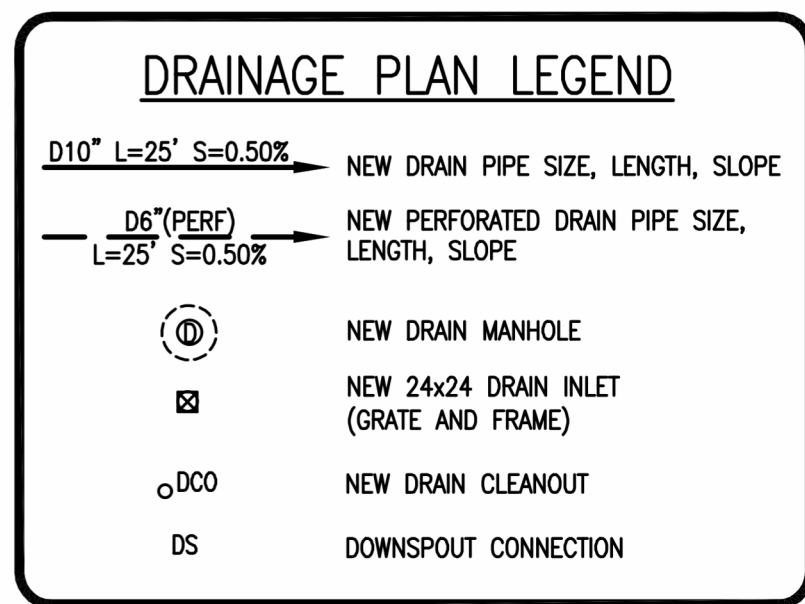 DRAINAGE PLAN LEGEND
D10" L=25' S=0.50%
NEW DRAIN PIPE SIZE, LENGTH, SLOPE
D6"(PERF)
L=25' S=0.50%
NEW PERFORATED DRAIN PIPE SIZE,
LENGTH, SLOPE
D
NEW DRAIN MANHOLE
NEW 24x24 DRAIN INLET
(GRATE AND FRAME)
DCO
NEW DRAIN CLEANOUT
DS
DOWNSPOUT CONNECTION